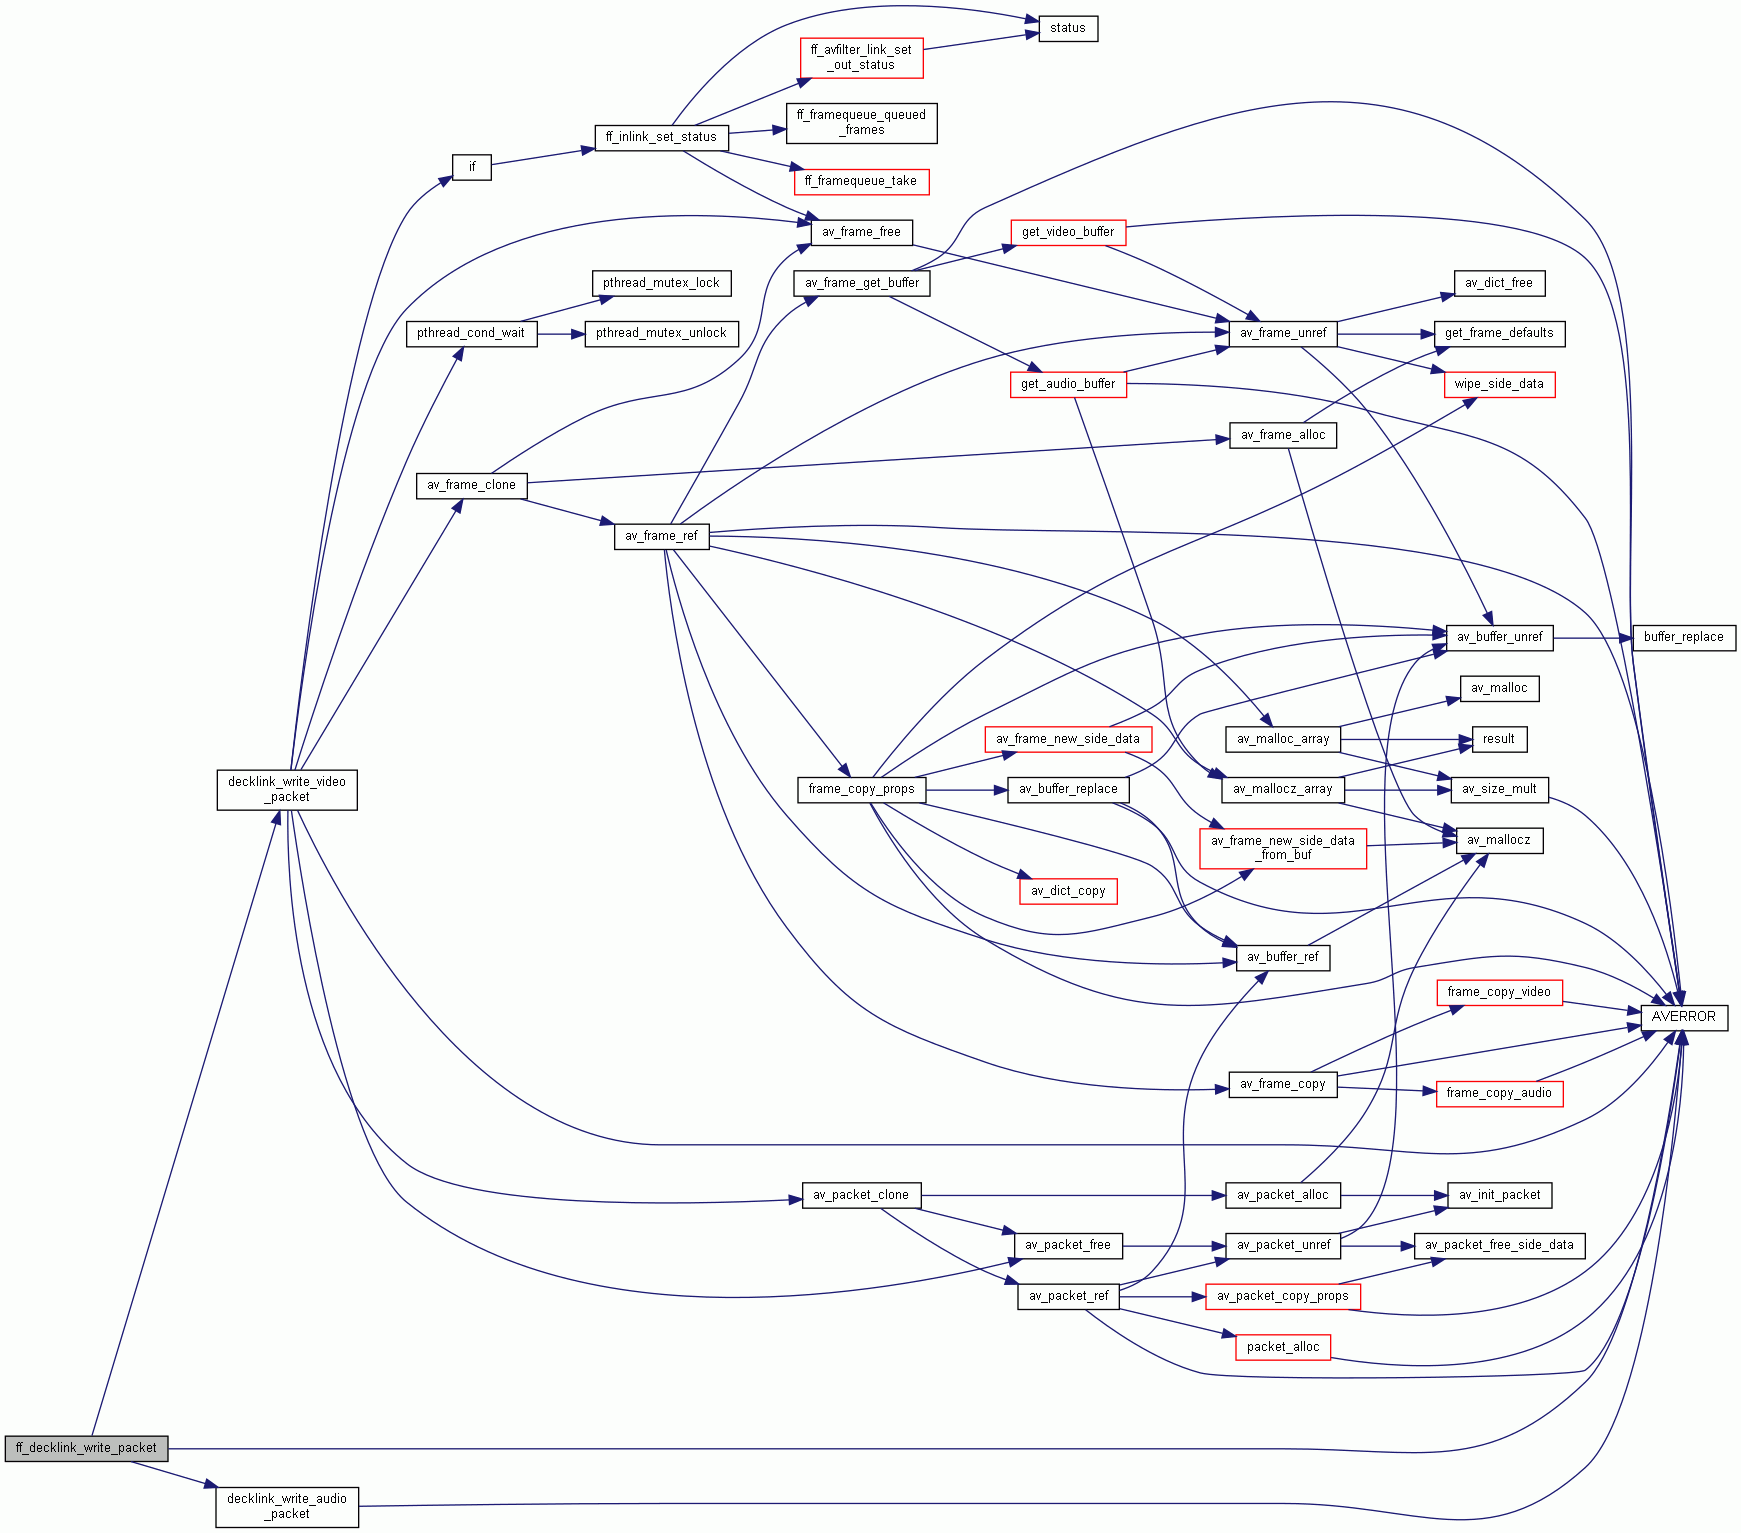 status
ff_avfilter_link_set
_out_status
ff_framequeue_queued
_frames
ff_inlink_set_status
if
ff_framequeue_take
av_frame_free
get_video_buffer
pthread_mutex_lock
av_frame_get_buffer
av_dict_free
pthread_cond_wait
pthread_mutex_unlock
av_frame_unref
get_frame_defaults
get_audio_buffer
wipe_side_data
av_frame_alloc
av_frame_clone
av_frame_ref
av_buffer_unref
buffer_replace
av_malloc
av_frame_new_side_data
av_malloc_array
result
decklink_write_video
_packet
frame_copy_props
av_buffer_replace
av_mallocz_array
av_size_mult
av_frame_new_side_data
_from_buf
av_mallocz
av_dict_copy
av_buffer_ref
frame_copy_video
AVERROR
av_frame_copy
frame_copy_audio
av_packet_clone
av_packet_alloc
av_init_packet
av_packet_free
av_packet_unref
av_packet_free_side_data
av_packet_ref
av_packet_copy_props
packet_alloc
ff_decklink_write_packet
decklink_write_audio
_packet